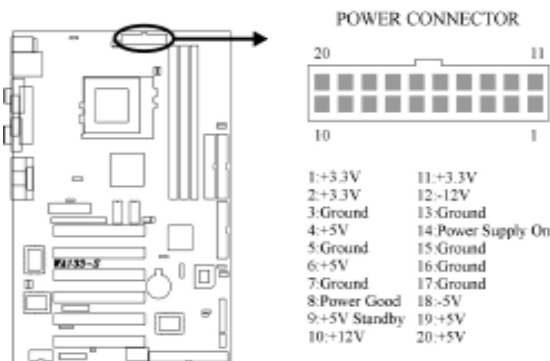 POWER CONNECTOR
20 11
10 1
1:+3.3V 11:+3.3V
2:+3.3V 12:-12V
3:Ground 13:Ground
4:+5V 14:Power Supply On
5:Ground 15:Ground
6:+5V 16:Ground
7:Ground 17:Ground
8:Power Good 18:-5V
9:+5V Standby 19:+5V
10:+12V 20:+5V
WA133-S